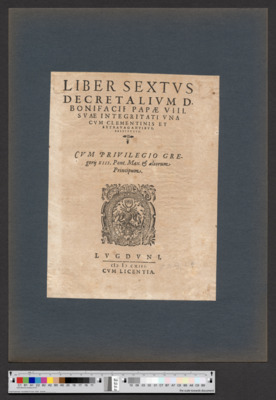 LIBER SEXTVS
DECRETALIVM D.
BONIFACII PAPÆ VIII.
SVAE INTEGRITATI VNA
CVM CLEMENTINIS ET
EXTRAVAGANTIBVS
CVM PRIVILEGIO GRE-
gorij XIII. Pont. Max. & aliorum
Principum.
LVGDVNI,
CVM LICENTIA.